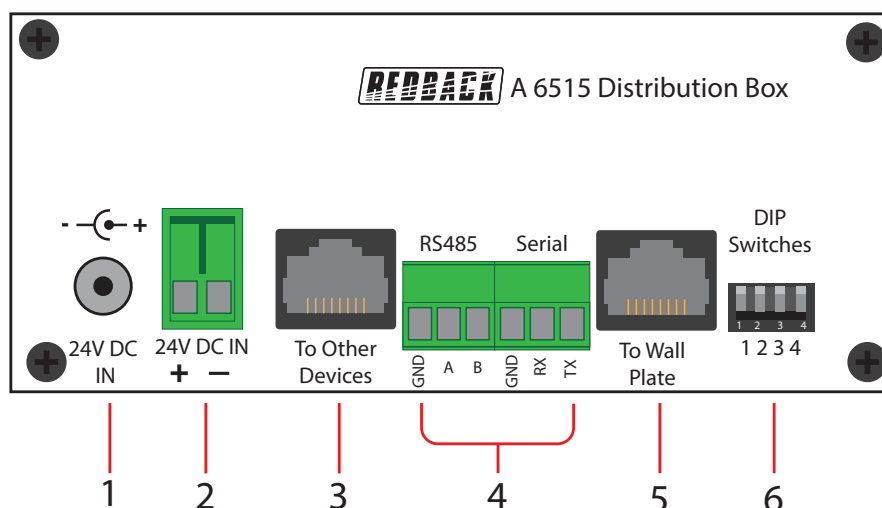 REDBACK A 6515 Distribution Box
- +
24V DC
IN
24V DC IN
+ −
To Other
Devices
RS485 Serial
GND A B GND RX TX
To Wall
Plate
DIP
Switches
1 2 3 4
1 2 3 4
1 2 3 4 5 6